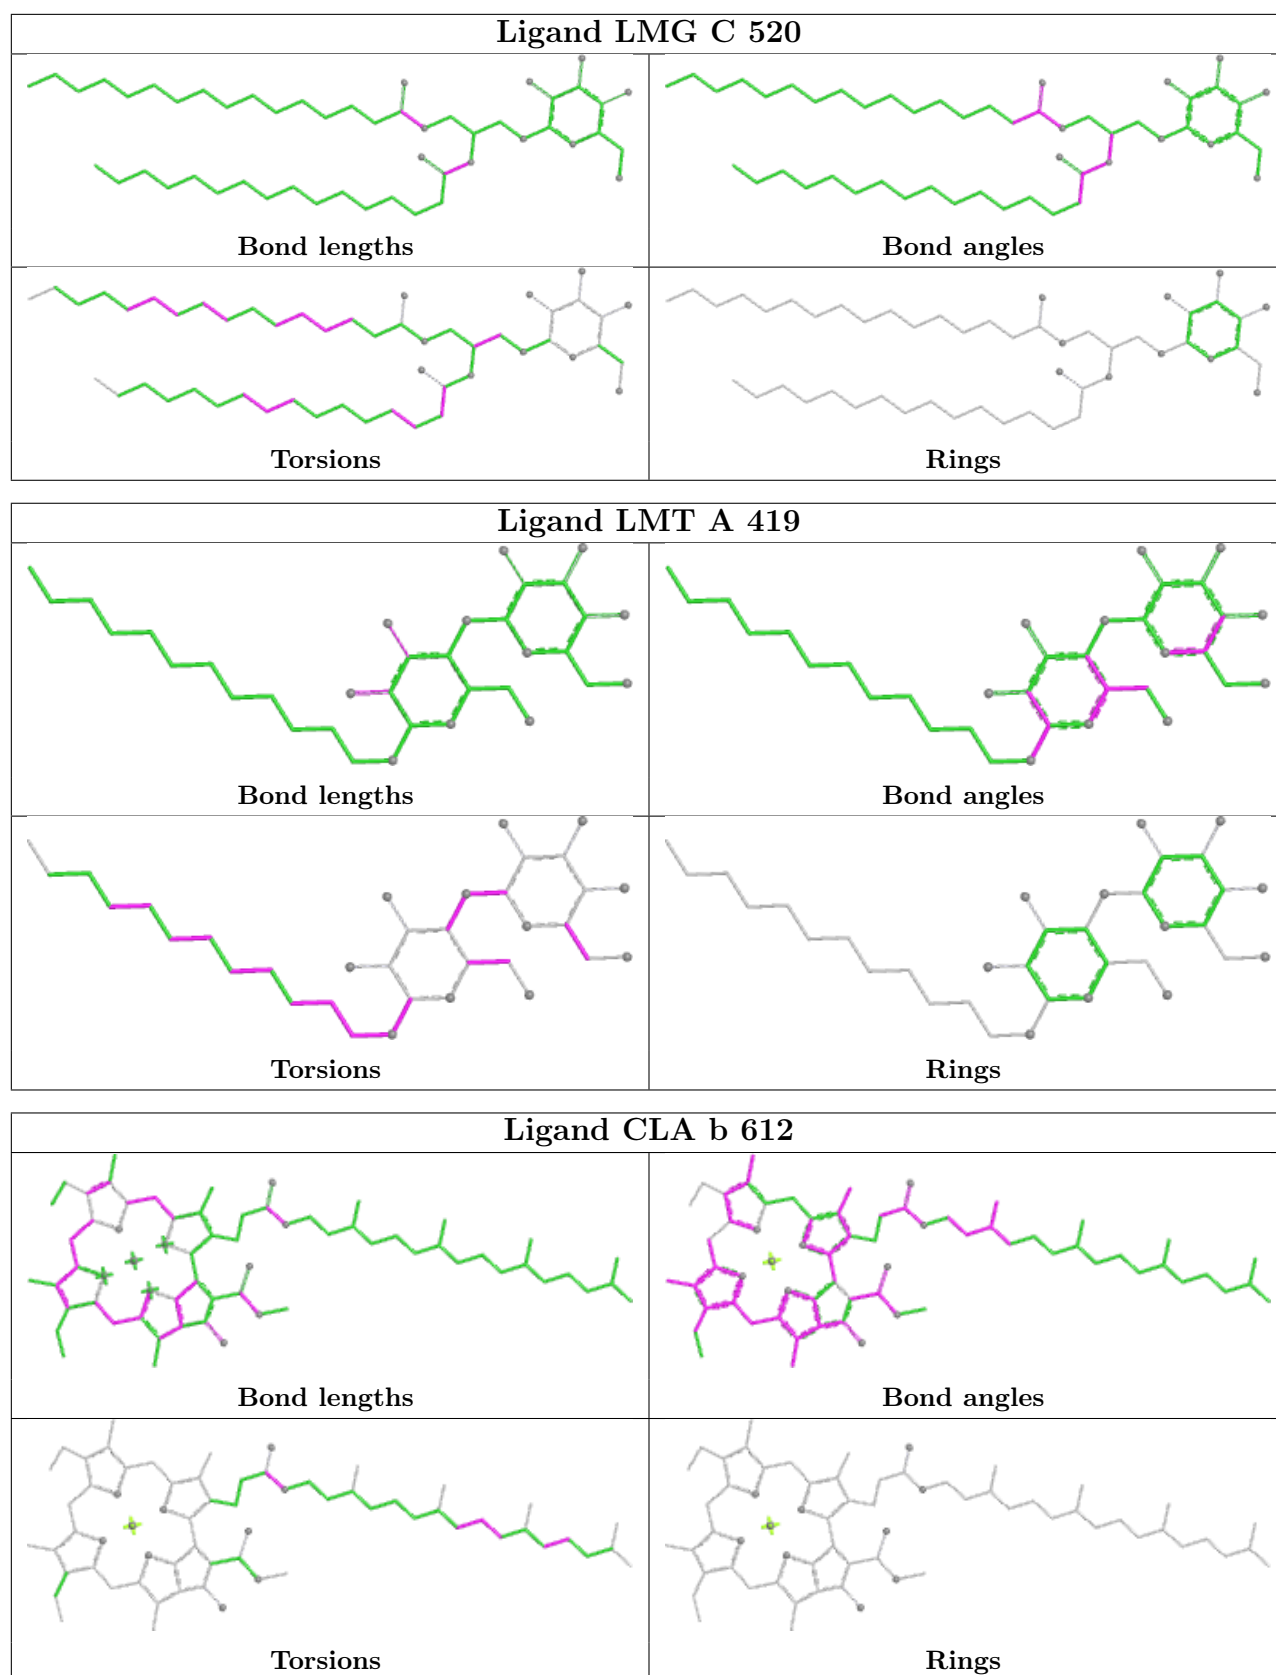 Ligand LMG C 520
Bond lengths
Bond angles
Torsions
Rings
Ligand LMT A 419
Bond lengths
Bond angles
Torsions
Rings
Ligand CLA b 612
Bond lengths
Bond angles
Torsions
Rings